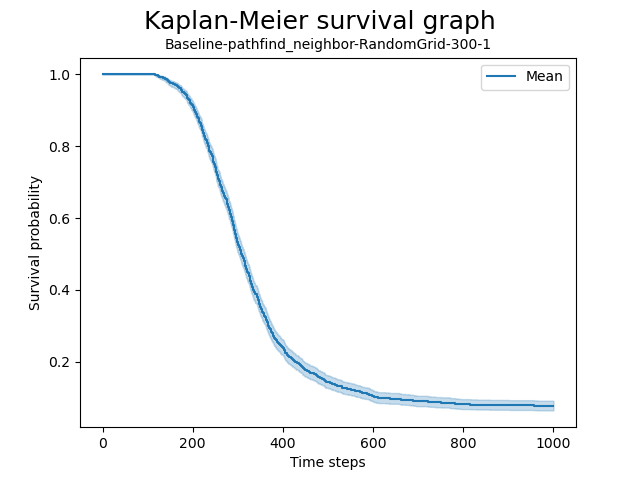 Kaplan-Meier survival graph
Baseline-pathfind_neighbor-RandomGrid-300-1
Mean
Survival probability
1.0
0.8
0.6
0.4
0.2
0 200 400 600 800 1000
Time steps